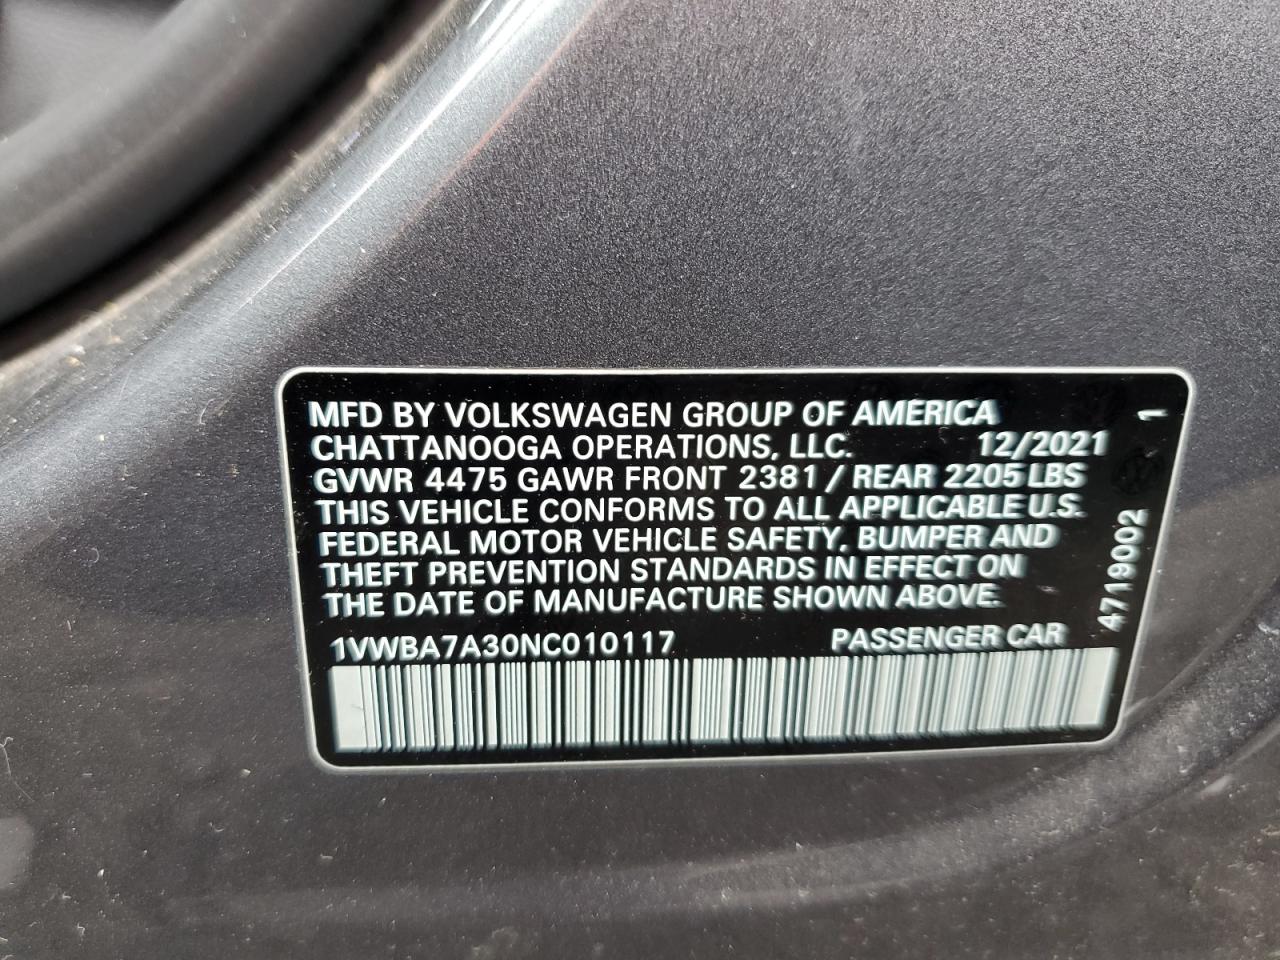 MFD BY VOLKSWAGEN GROUP OF AMERICA
CHATTANOOGA OPERATIONS, LLC. 12/2021
GVWR 4475 GAWR FRONT 2381 / REAR 2205 LBS
THIS VEHICLE CONFORMS TO ALL APPLICABLE U.S.
FEDERAL MOTOR VEHICLE SAFETY, BUMPER AND
THEFT PREVENTION STANDARDS IN EFFECT ON
THE DATE OF MANUFACTURE SHOWN ABOVE.
1VWBA7A30NC010117 PASSENGER CAR
4719002 1